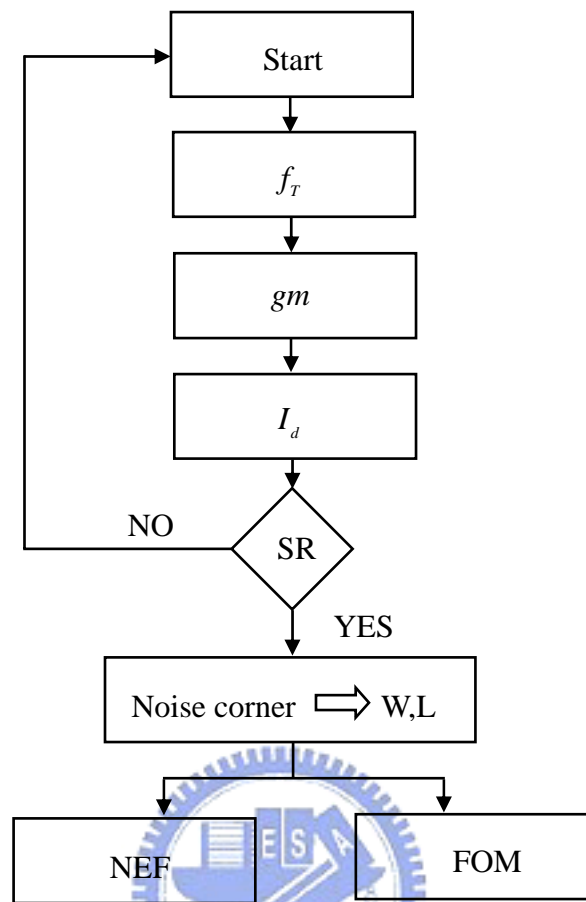 Start
f_T
gm
I_d
NO
SR
YES
Noise corner ⇨ W,L
NEF
FOM
E S A